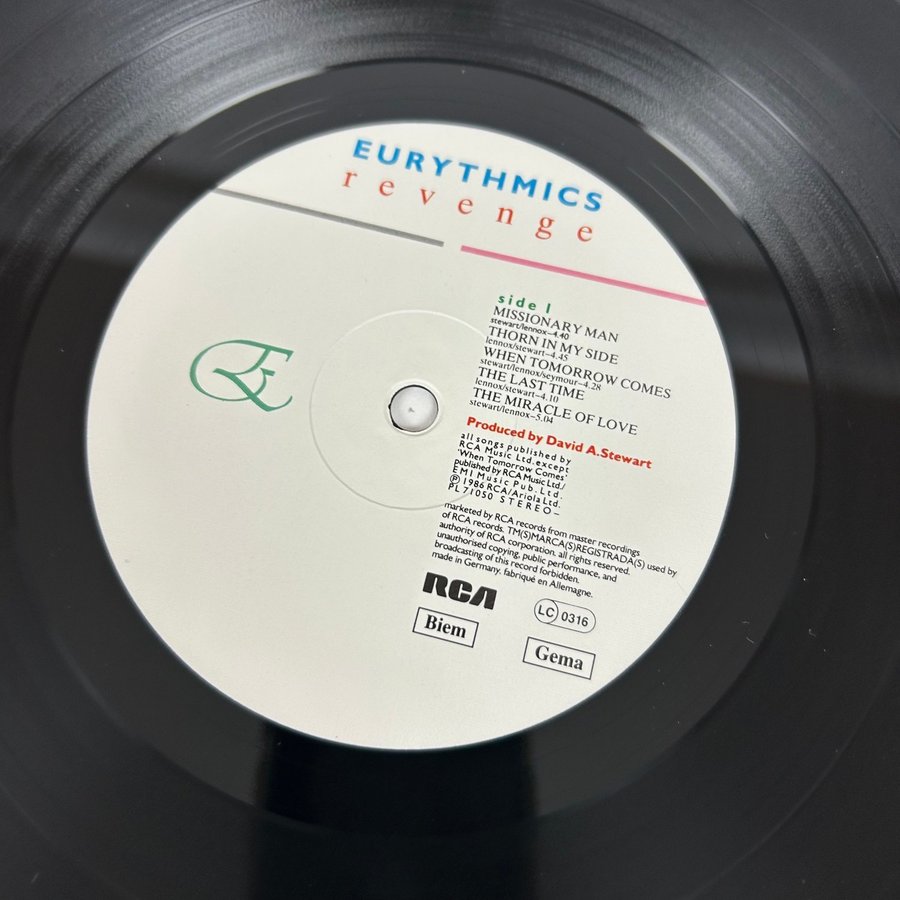 EURYTHMICS
revenge
side 1
MISSIONARY MAN
stewart/lennox–4.40
THORN IN MY SIDE
lennox/stewart–4.45
WHEN TOMORROW COMES
stewart/lennox/seymour–4.28
THE LAST TIME
lennox/stewart–4.10
THE MIRACLE OF LOVE
stewart/lennox–5.04
Produced by David A.Stewart
all songs published by
RCA Music Ltd.except
'When Tomorrow Comes'
published by RCA Music Ltd./
EMI Music Pub. Ltd.
℗ 1986 RCA/Ariola Ltd.
PL 71050 STEREO–
marketed by RCA records from master recordings
of RCA records. TM(S)MARCA(S)REGISTRADA(S) used by
authority of RCA corporation. all rights reserved.
unauthorised copying, public performance, and
broadcasting of this record forbidden.
made in Germany. fabriqué en Allemagne.
RCA
LC 0316
Biem
Gema